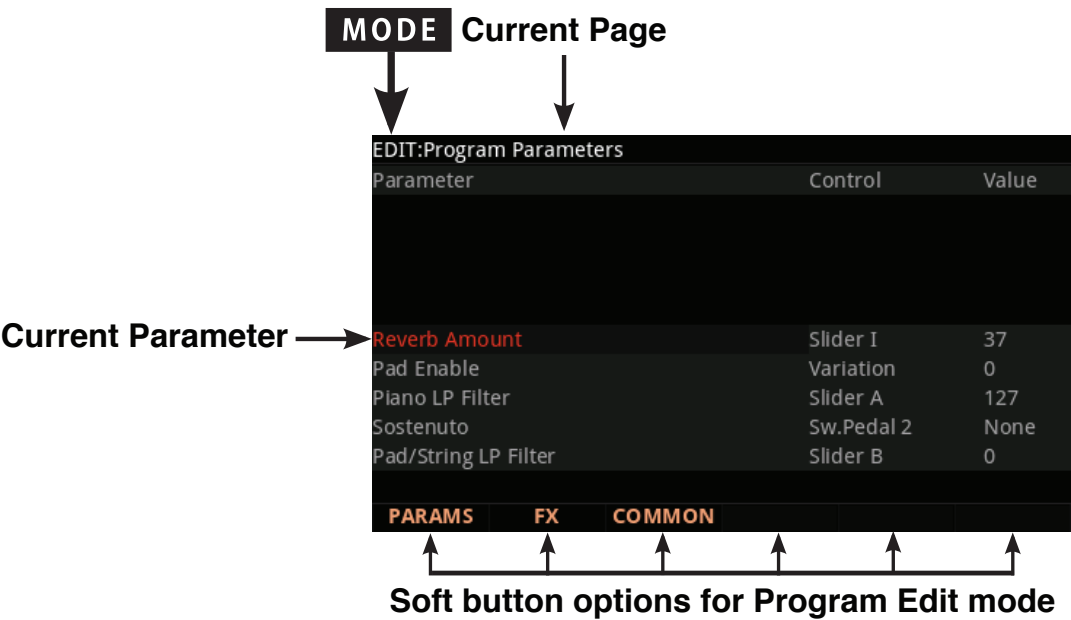 MODE Current Page
EDIT:Program Parameters
Parameter Control Value
Current Parameter
Reverb Amount Slider I 37
Pad Enable Variation 0
Piano LP Filter Slider A 127
Sostenuto Sw.Pedal 2 None
Pad/String LP Filter Slider B 0
PARAMS FX COMMON
Soft button options for Program Edit mode